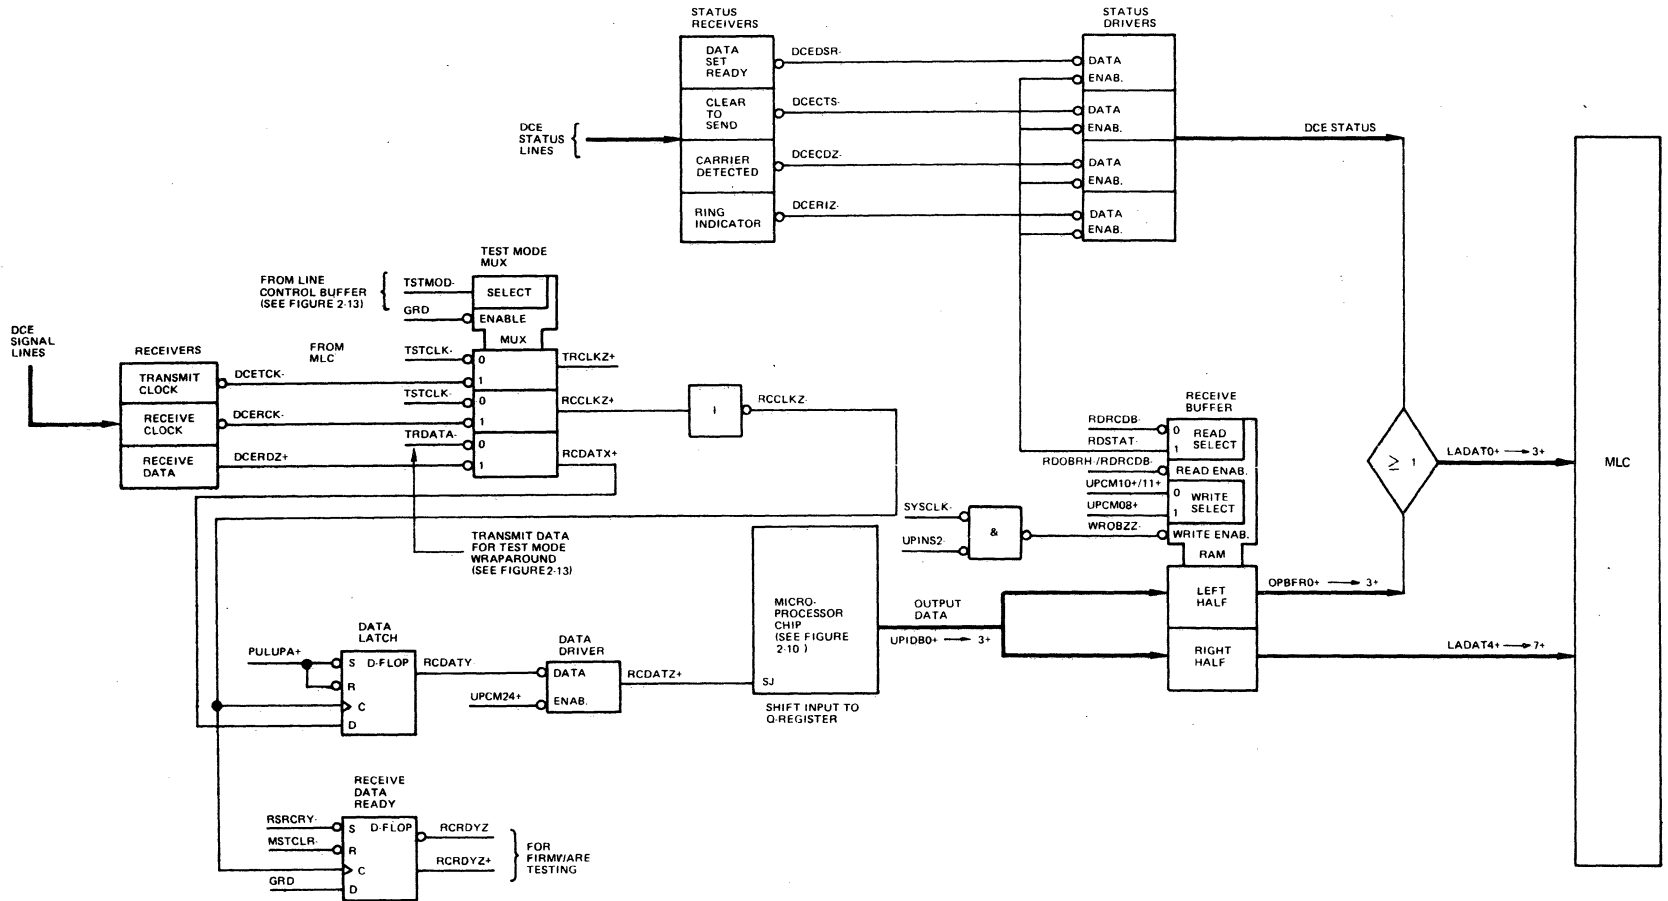 STATUS
RECEIVERS
DATA
SET
READY
CLEAR
TO
SEND
CARRIER
DETECTED
RING
INDICATOR
DCE
STATUS
LINES
DCEDSR-
DCECTS-
DCECDZ-
DCERIZ-
STATUS
DRIVERS
DATA
ENAB.
DATA
ENAB.
DATA
ENAB.
DATA
ENAB.
DCE STATUS
TEST MODE
MUX
FROM LINE
CONTROL BUFFER
(SEE FIGURE 2-13)
TSTMOD-
SELECT
GRD
ENABLE
MUX
DCE
SIGNAL
LINES
RECEIVERS
FROM
MLC
TRANSMIT
CLOCK
RECEIVE
CLOCK
RECEIVE
DATA
DCETCK-
DCERCK-
DCERDZ+
TSTCLK-
0
1
TSTCLK-
0
1
TRDATA-
0
1
TRCLKZ+
RCCLKZ+
RCDATX+
I
RCCLKZ-
TRANSMIT DATA
FOR TEST MODE
WRAPAROUND
(SEE FIGURE 2-13)
RECEIVE
BUFFER
RDRCDB-
0
READ
SELECT
RDSTAT-
1
RDOBRH-/RDRCDB-
READ ENAB.
UPCM10+/11+
0
WRITE
SELECT
UPCM08+
1
WROBZZ-
WRITE ENAB.
RAM
SYSCLK-
UPINS2-
&
LEFT
HALF
RIGHT
HALF
OPBFR0+ → 3+
≥ 1
LADAT0+ → 3+
LADAT4+ → 7+
MLC
MICRO-
PROCESSOR
CHIP
(SEE FIGURE
2-10 )
SJ
SHIFT INPUT TO
Q-REGISTER
OUTPUT
DATA
UPIDB0+ → 3+
DATA
LATCH
PULUPA+
S D-FLOP
R
C
D
RCDATY-
DATA
DRIVER
DATA
UPCM24+
ENAB.
RCDATZ+
RECEIVE
DATA
READY
RSRCRY-
S D-FLOP
MSTCLR-
R
C
GRD
D
RCRDYZ
RCRDYZ+
FOR
FIRMWARE
TESTING